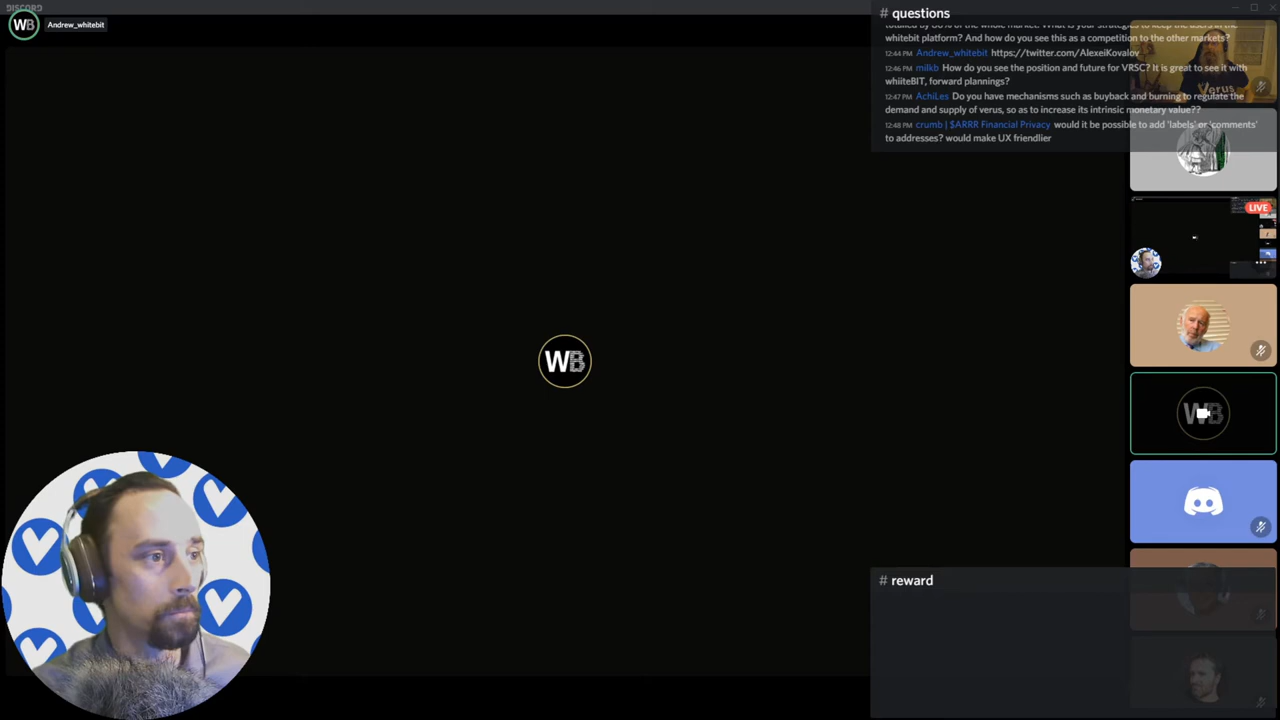 DISCORD
WB
Andrew_whitebit
# questions
whitebit platform? And how do you see this as a competition to the other markets?
12:44 PM Andrew_whitebit https://twitter.com/AlexeiKovalov
12:46 PM milkb How do you see the position and future for VRSC? It is great to see it with
whiiteBIT, forward plannings?
12:47 PM AchiLes Do you have mechanisms such as buyback and burning to regulate the
demand and supply of verus, so as to increase its intrinsic monetary value??
12:48 PM crumb | $ARRR Financial Privacy would it be possible to add 'labels' or 'comments'
to addresses? would make UX friendlier
Verus
LIVE
WB
WB
# reward